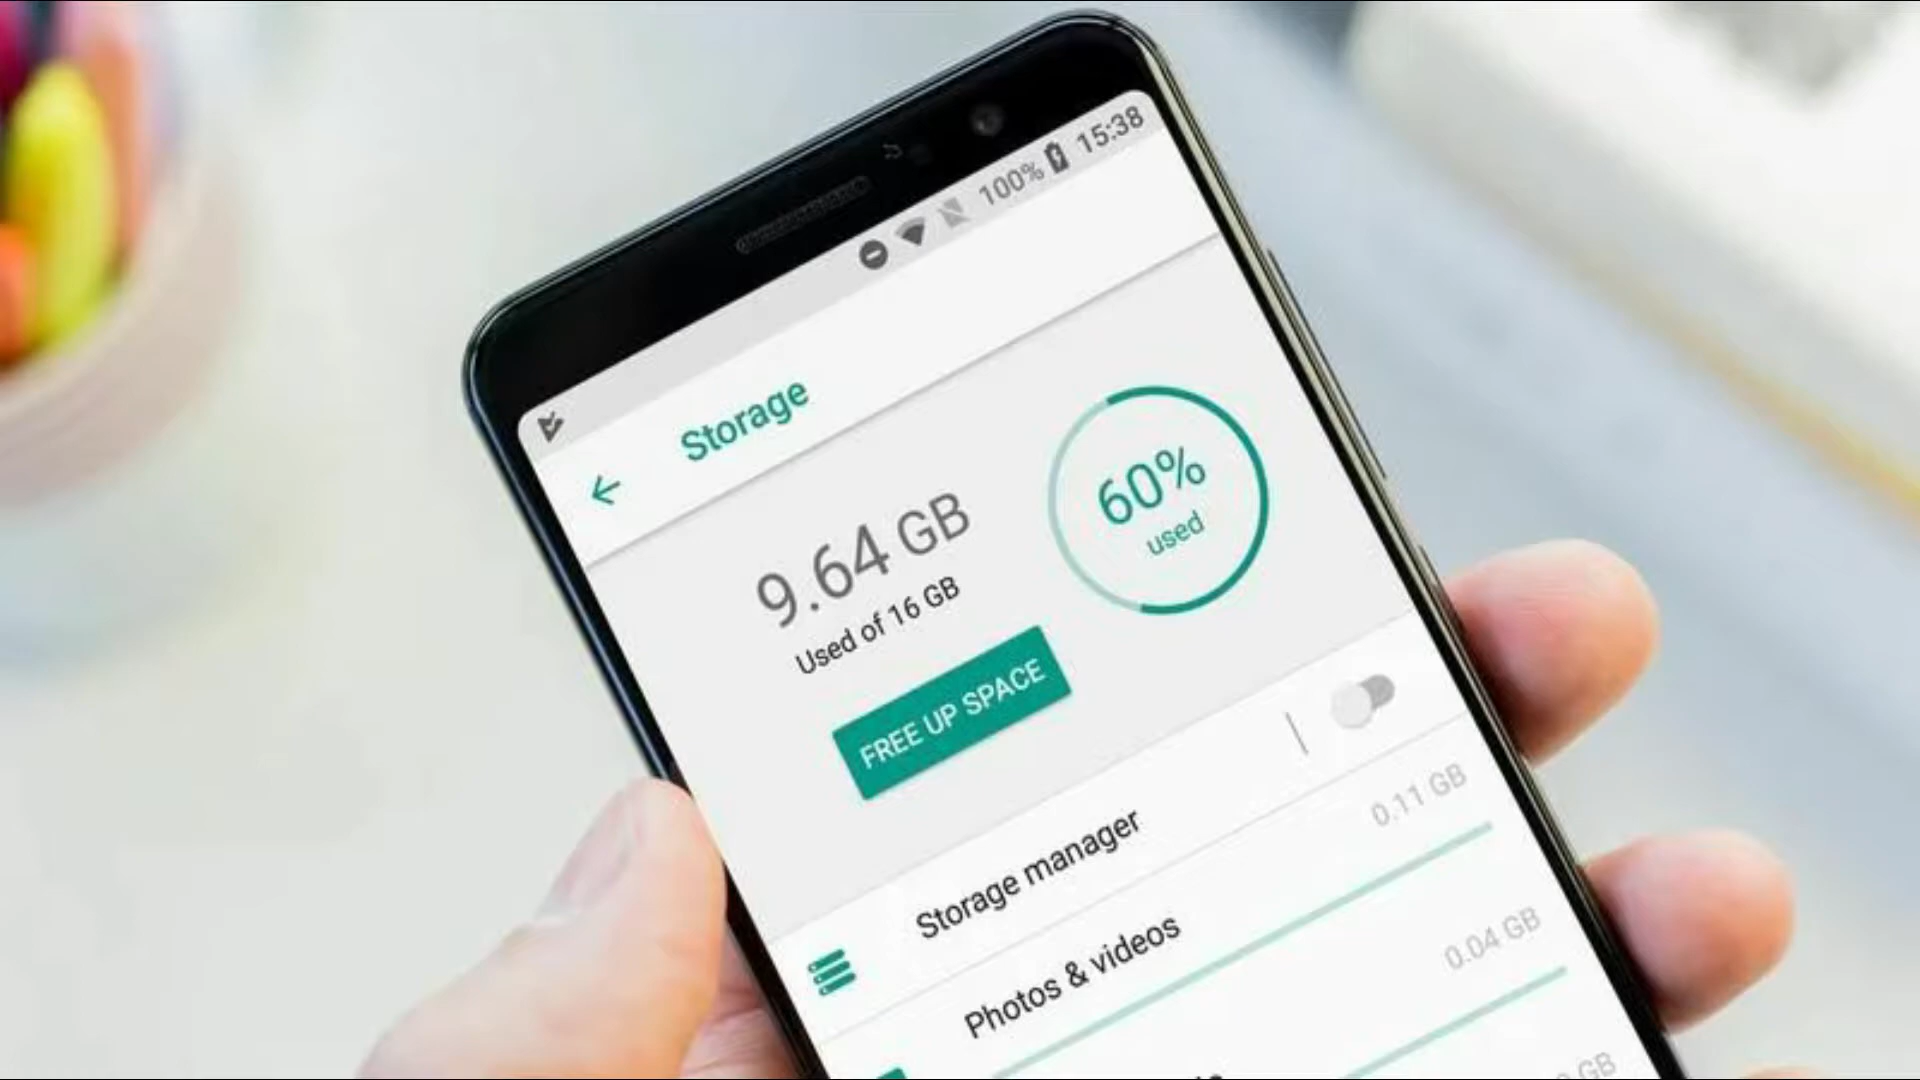 100% 15:38
Storage
9.64 GB
Used of 16 GB
60%
used
FREE UP SPACE
Storage manager
0.11 GB
Photos & videos
0.04 GB
GB